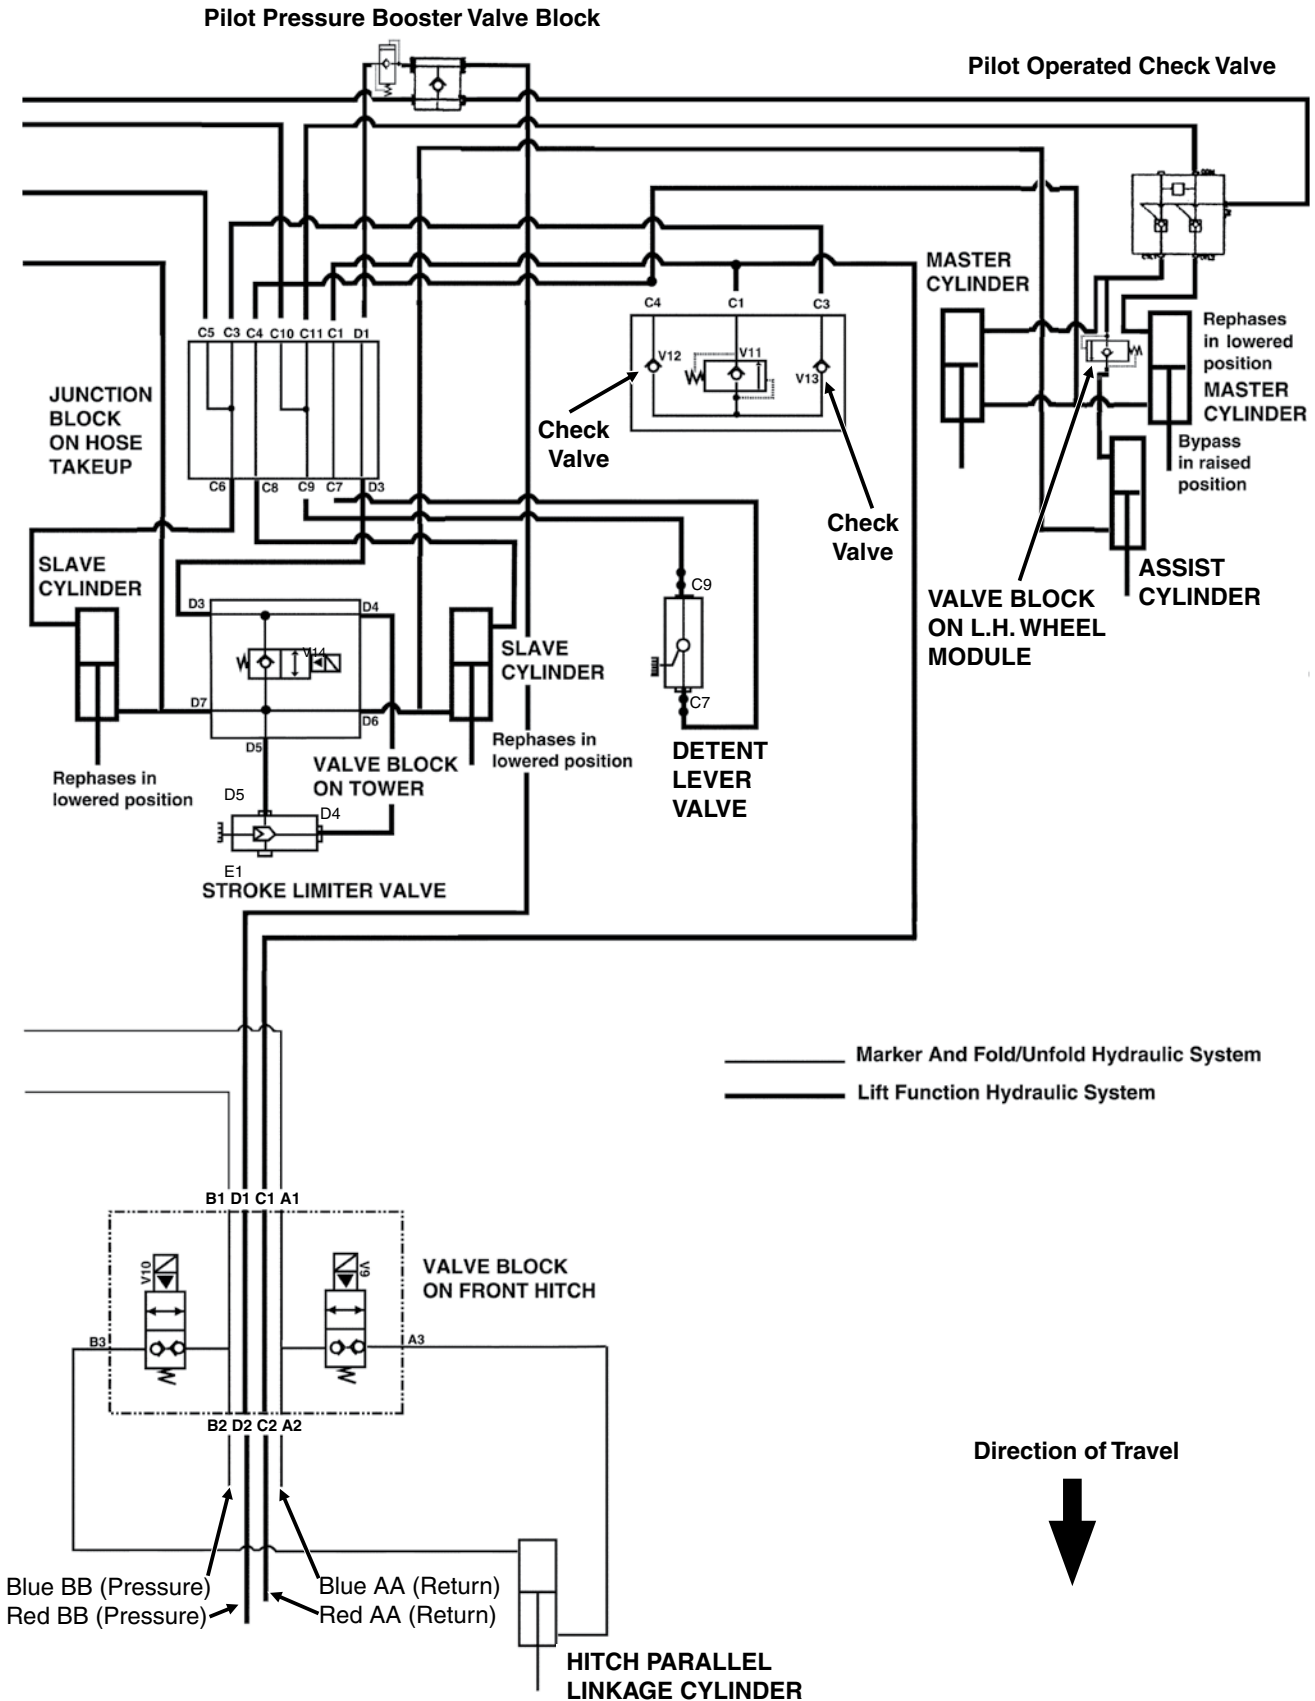 Pilot Pressure Booster Valve Block
Pilot Operated Check Valve
MASTER
CYLINDER
Rephases
in lowered
position
MASTER
CYLINDER
Bypass
in raised
position
C5 C3 C4 C10 C11 C1 D1
C4 C1 C3
V12
V11
V13
JUNCTION
BLOCK
ON HOSE
TAKEUP
Check
Valve
Check
Valve
C6 C8 C9 C7 D3
SLAVE
CYLINDER
ASSIST
CYLINDER
VALVE BLOCK
ON L.H. WHEEL
MODULE
C9
D3
D4
V14
SLAVE
CYLINDER
D7
D6
C7
D5
Rephases in
lowered position
Rephases in
lowered position
VALVE BLOCK
ON TOWER
DETENT
LEVER
VALVE
D5
D4
E1
STROKE LIMITER VALVE
Marker And Fold/Unfold Hydraulic System
Lift Function Hydraulic System
B1 D1 C1 A1
V10
V9
VALVE BLOCK
ON FRONT HITCH
B3
A3
B2 D2 C2 A2
Direction of Travel
Blue BB (Pressure)
Red BB (Pressure)
Blue AA (Return)
Red AA (Return)
HITCH PARALLEL
LINKAGE CYLINDER